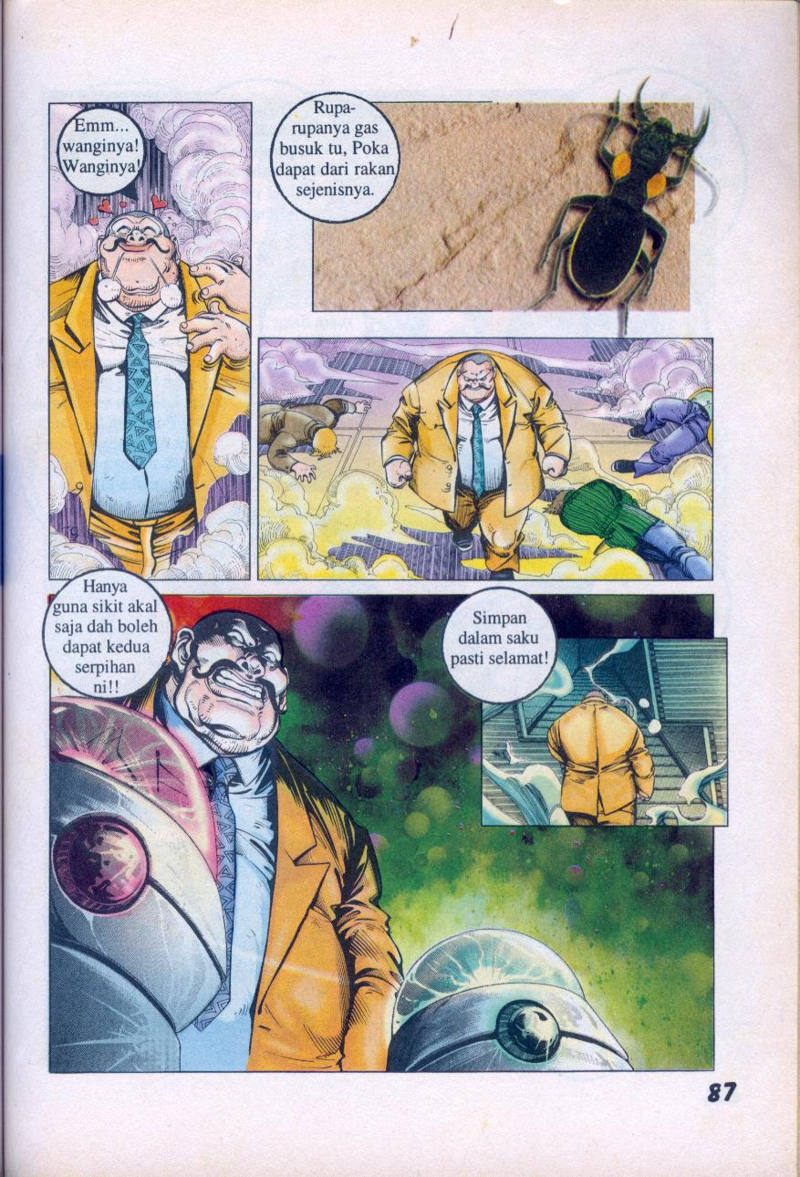 Emm...
wanginya!
Wanginya!
Rupa-
rupanya gas
busuk tu, Poka
dapat dari rakan
sejenisnya.
Hanya
guna sikit akal
saja dah boleh
dapat kedua
serpihan
ni!!
Simpan
dalam saku
pasti selamat!
87